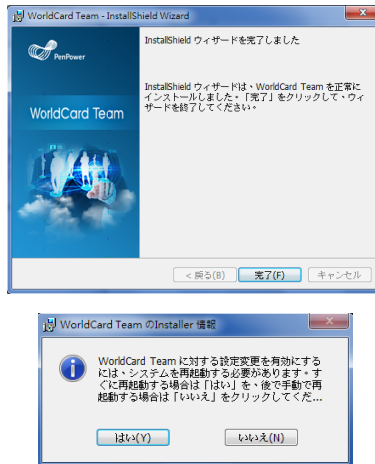 WorldCard Team - InstallShield Wizard
PenPower
WorldCard Team
InstallShield ウィザードを完了しました
InstallShield ウィザードは、WorldCard Team を正常に
インストールしました。「完了」をクリックして、ウィ
ザードを終了してください。
< 戻る(B)
完了(F)
キャンセル
WorldCard Team のInstaller 情報
WorldCard Team に対する設定変更を有効にする
には、システムを再起動する必要があります。す
ぐに再起動する場合は「はい」を、後で手動で再
起動する場合は「いいえ」をクリックしてくだ...
はい(Y)
いいえ(N)